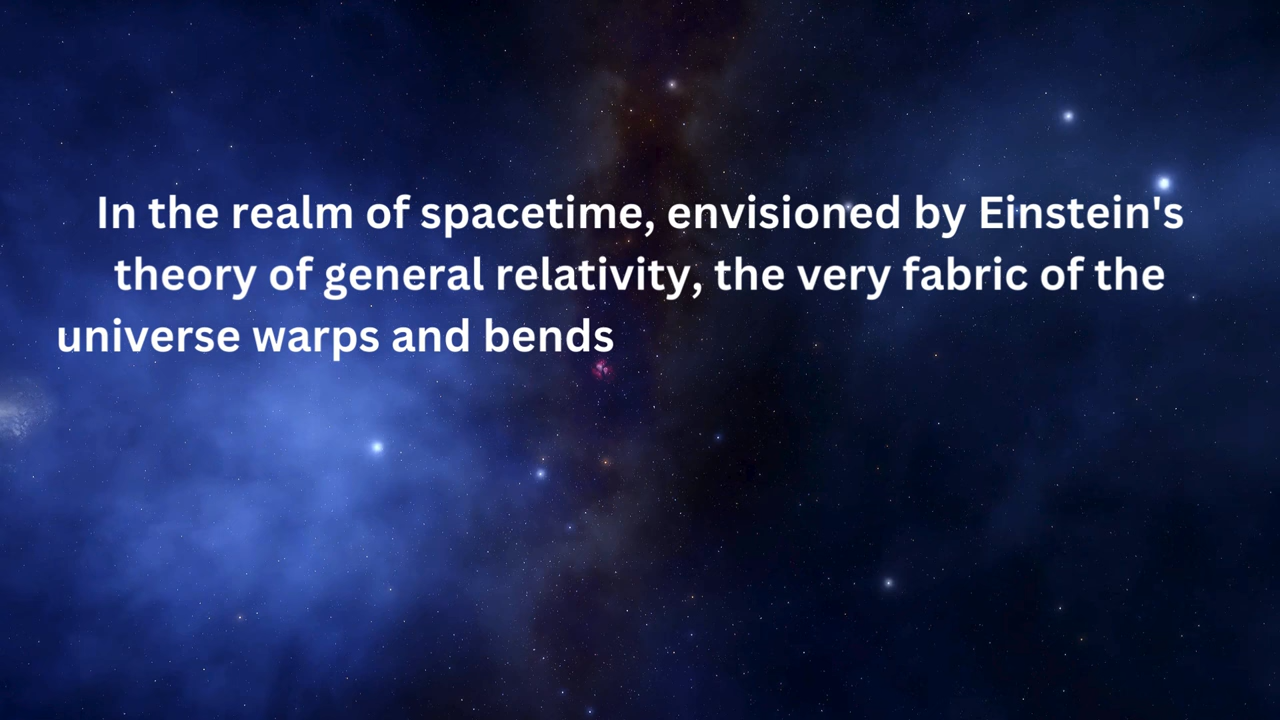 In the realm of spacetime, envisioned by Einstein's
theory of general relativity, the very fabric of the
universe warps and bends